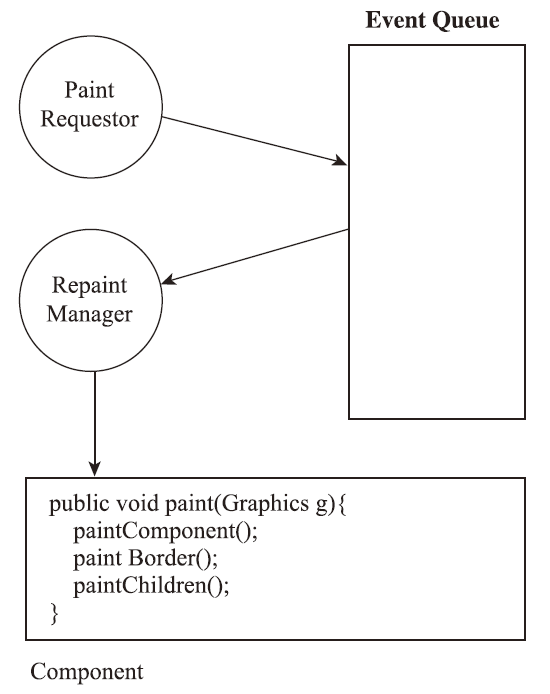 Event Queue
Paint
Requestor
Repaint
Manager
public void paint(Graphics g){
paintComponent();
paint Border();
paintChildren();
}
Component